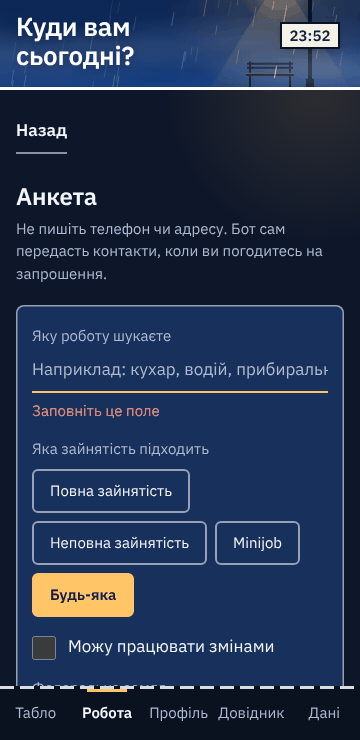 Куди вам
сьогодні?
23:52
Назад
Анкета
Не пишіть телефон чи адресу. Бот сам
передасть контакти, коли ви погодитесь на
запрошення.
Яку роботу шукаєте
Наприклад: кухар, водій, прибиральн
Заповніть це поле
Яка зайнятість підходить
Повна зайнятість
Неповна зайнятість Minijob
Будь-яка
Можу працювати змінами
Табло Робота Профіль Довідник Дані